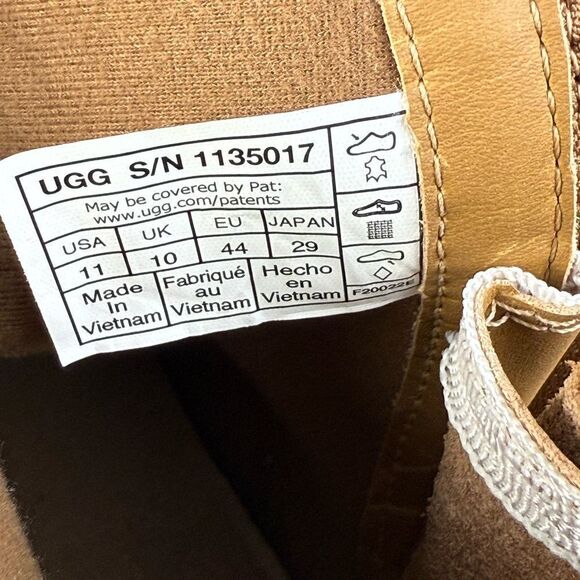 UGG S/N 1135017
May be covered by Pat:
www.ugg.com/patents
USA UK EU JAPAN
11 10 44 29
Made In Vietnam
Fabriqué au Vietnam
Hecho en Vietnam
F20022E